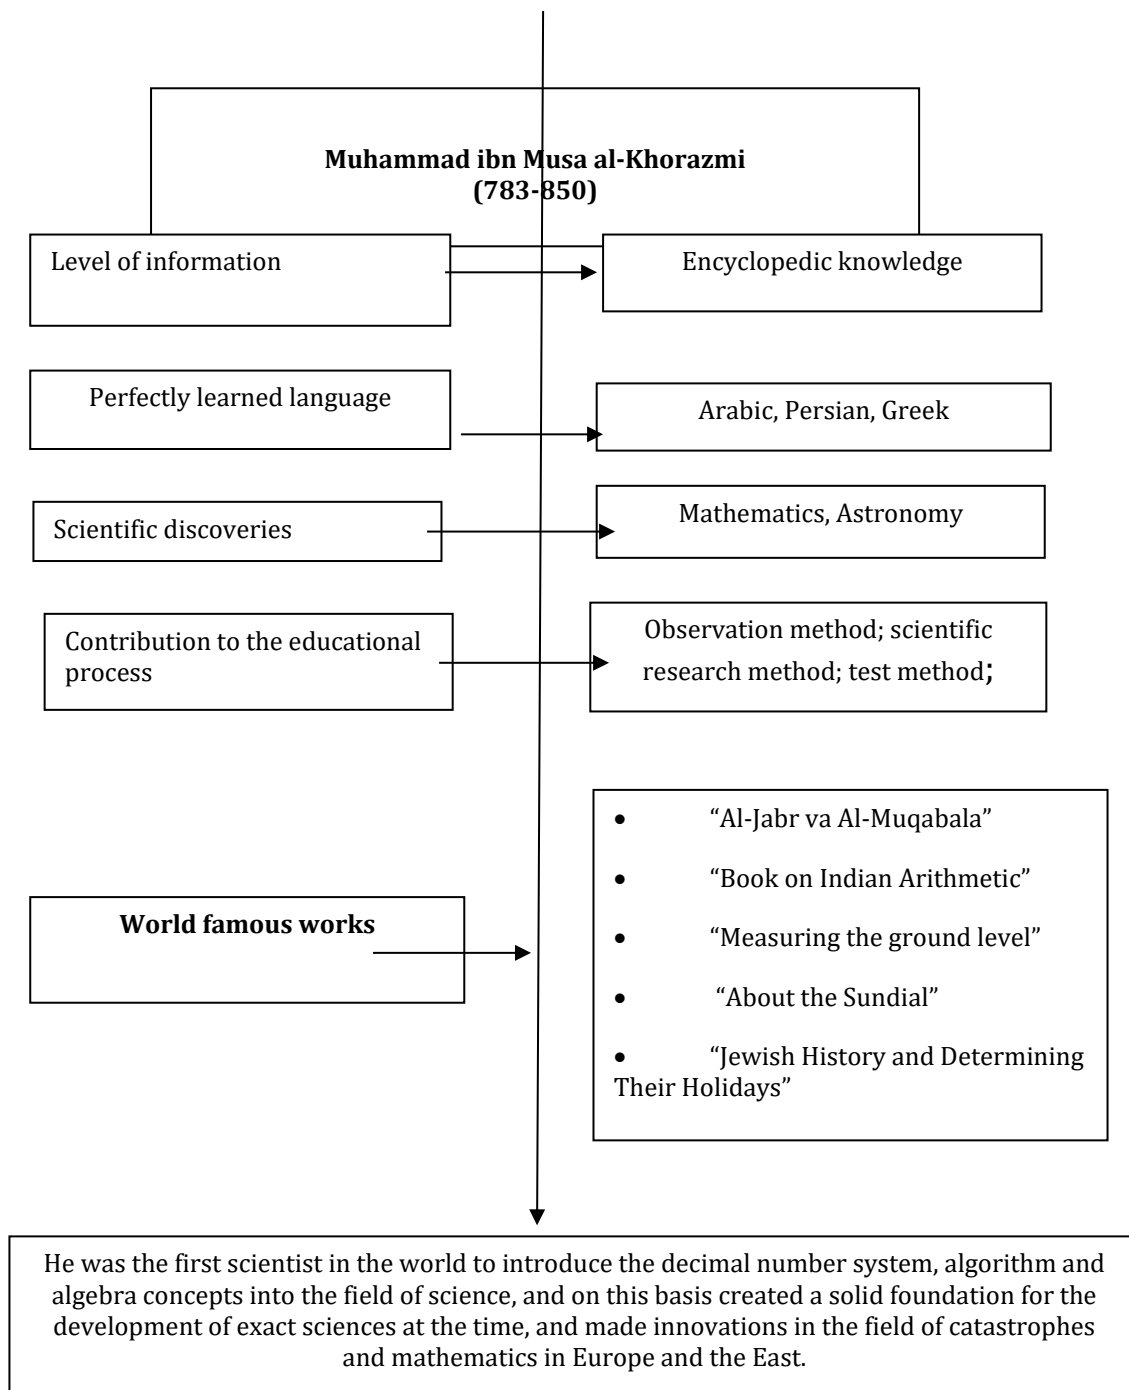 Muhammad ibn Musa al-Khorazmi
(783-850)
Level of information
Encyclopedic knowledge
Perfectly learned language
Arabic, Persian, Greek
Scientific discoveries
Mathematics, Astronomy
Contribution to the educational
process
Observation method; scientific
research method; test method;
World famous works
• “Al-Jabr va Al-Muqabala”
• “Book on Indian Arithmetic”
• “Measuring the ground level”
• “About the Sundial”
• “Jewish History and Determining
Their Holidays”
He was the first scientist in the world to introduce the decimal number system, algorithm and
algebra concepts into the field of science, and on this basis created a solid foundation for the
development of exact sciences at the time, and made innovations in the field of catastrophes
and mathematics in Europe and the East.